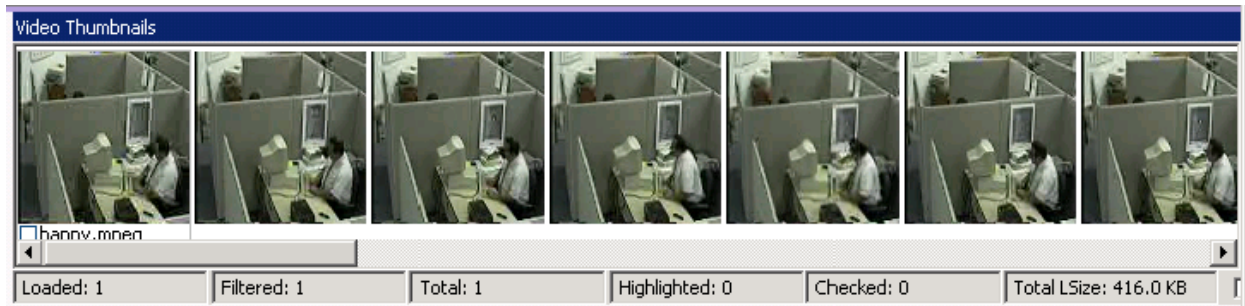 Video Thumbnails
happy.mpeg
Loaded: 1
Filtered: 1
Total: 1
Highlighted: 0
Checked: 0
Total LSize: 416.0 KB